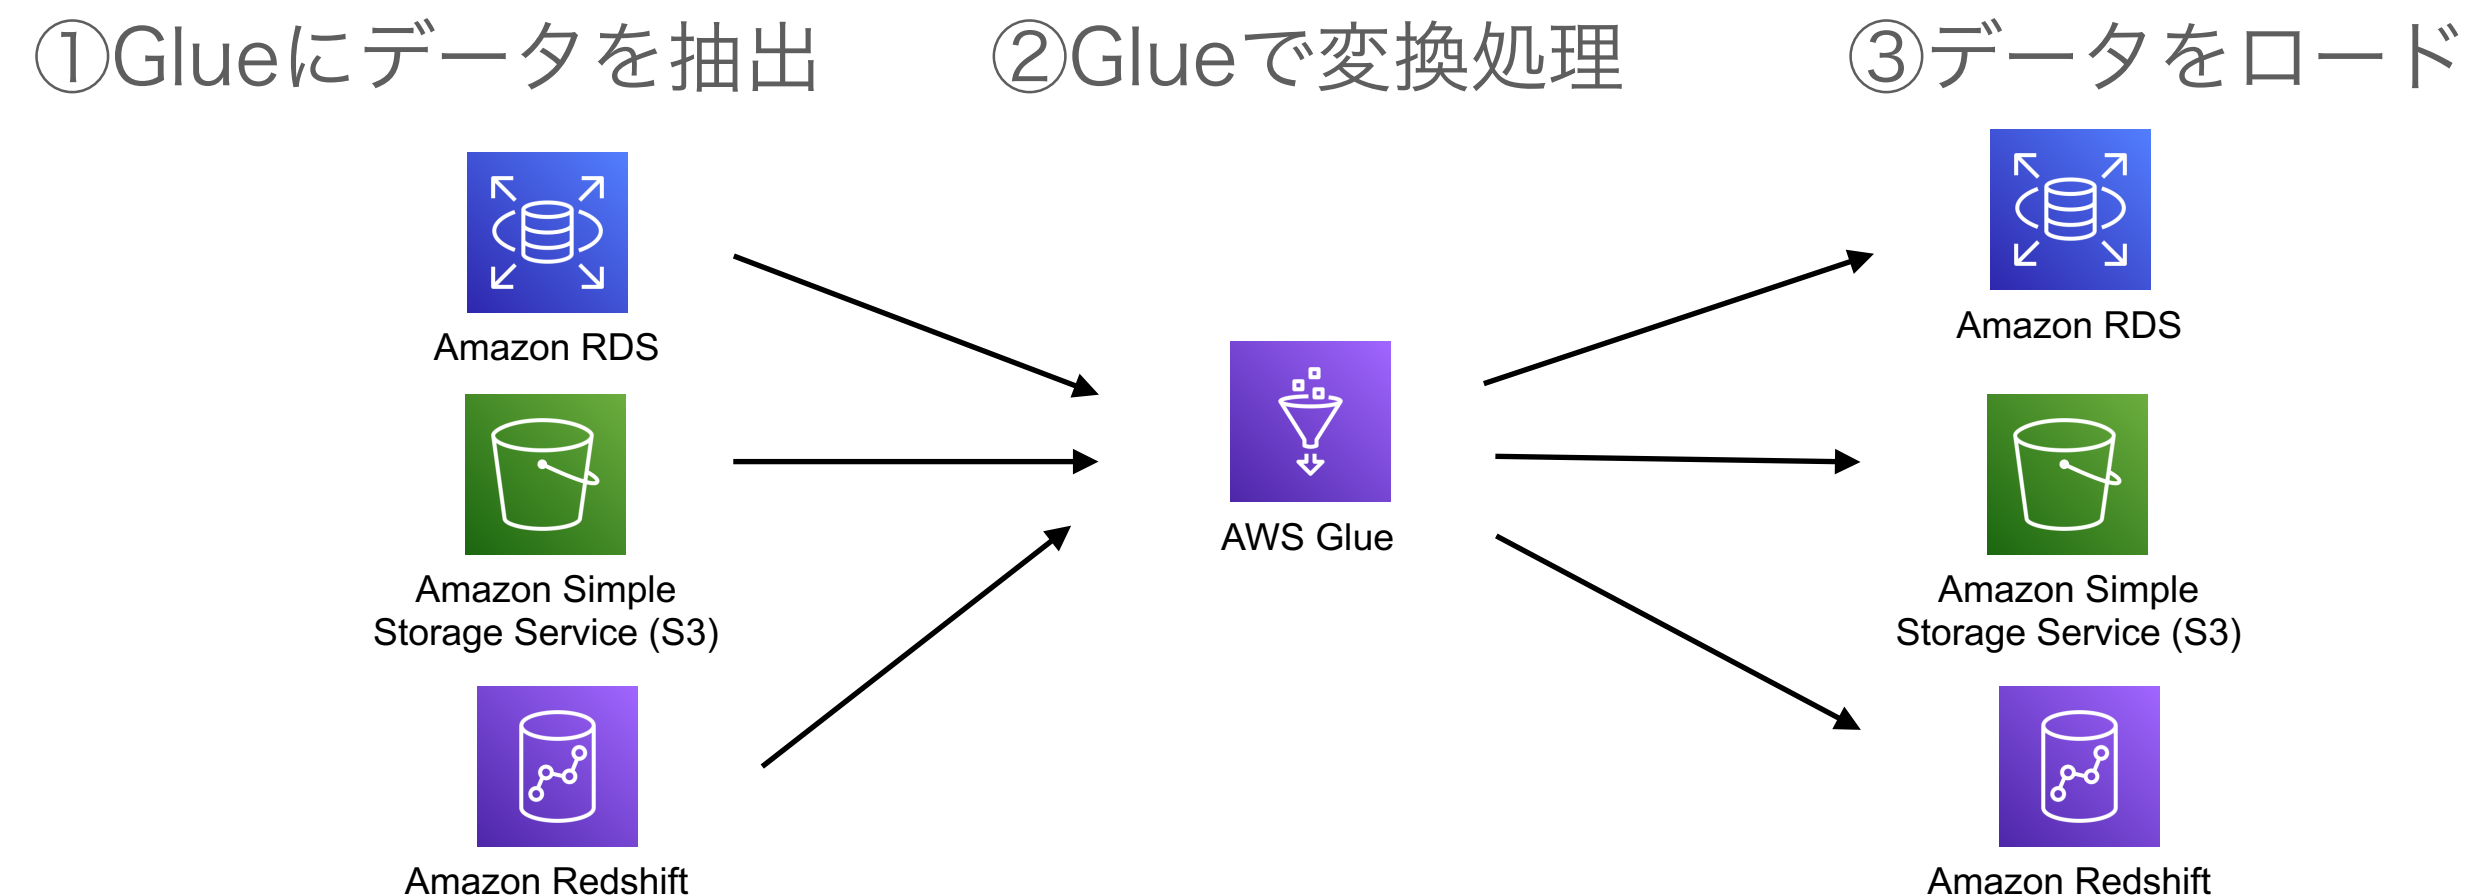 ①Glueにデータを抽出
②Glueで変換処理
③データをロード
Amazon RDS
Amazon Simple
Storage Service (S3)
Amazon Redshift
AWS Glue
Amazon RDS
Amazon Simple
Storage Service (S3)
Amazon Redshift